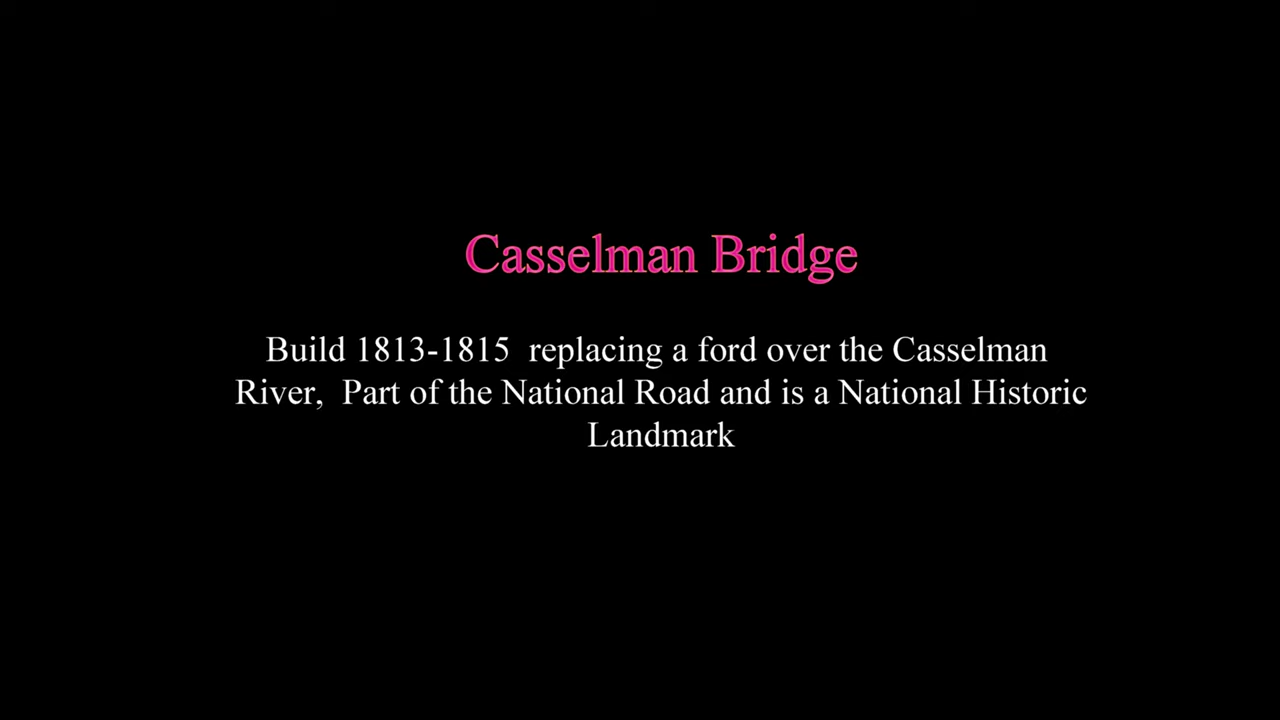 Casselman Bridge
Build 1813-1815  replacing a ford over the Casselman
River,  Part of the National Road and is a National Historic
Landmark